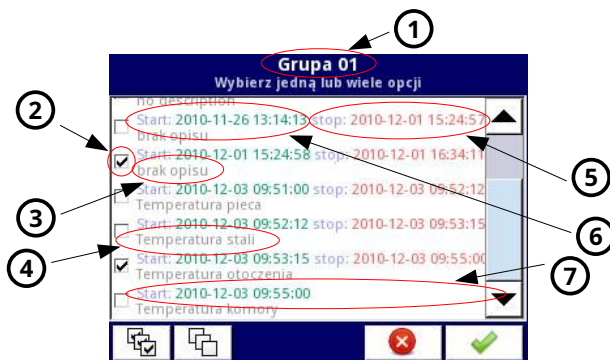 1
Grupa 01
Wybierz jedną lub wiele opcji
2
no description
Start: 2010-11-26 13:14:13 stop: 2010-12-01 15:24:57
brak opisu
Start: 2010-12-01 15:24:58 stop: 2010-12-01 16:34:11
brak opisu
5
Start: 2010-12-03 09:51:00 stop: 2010-12-03 09:52:12
Temperatura pieca
3
Start: 2010-12-03 09:52:12 stop: 2010-12-03 09:53:15
Temperatura stali
6
4
Start: 2010-12-03 09:53:15 stop: 2010-12-03 09:55:00
Temperatura otoczenia
7
Start: 2010-12-03 09:55:00
Temperatura komory